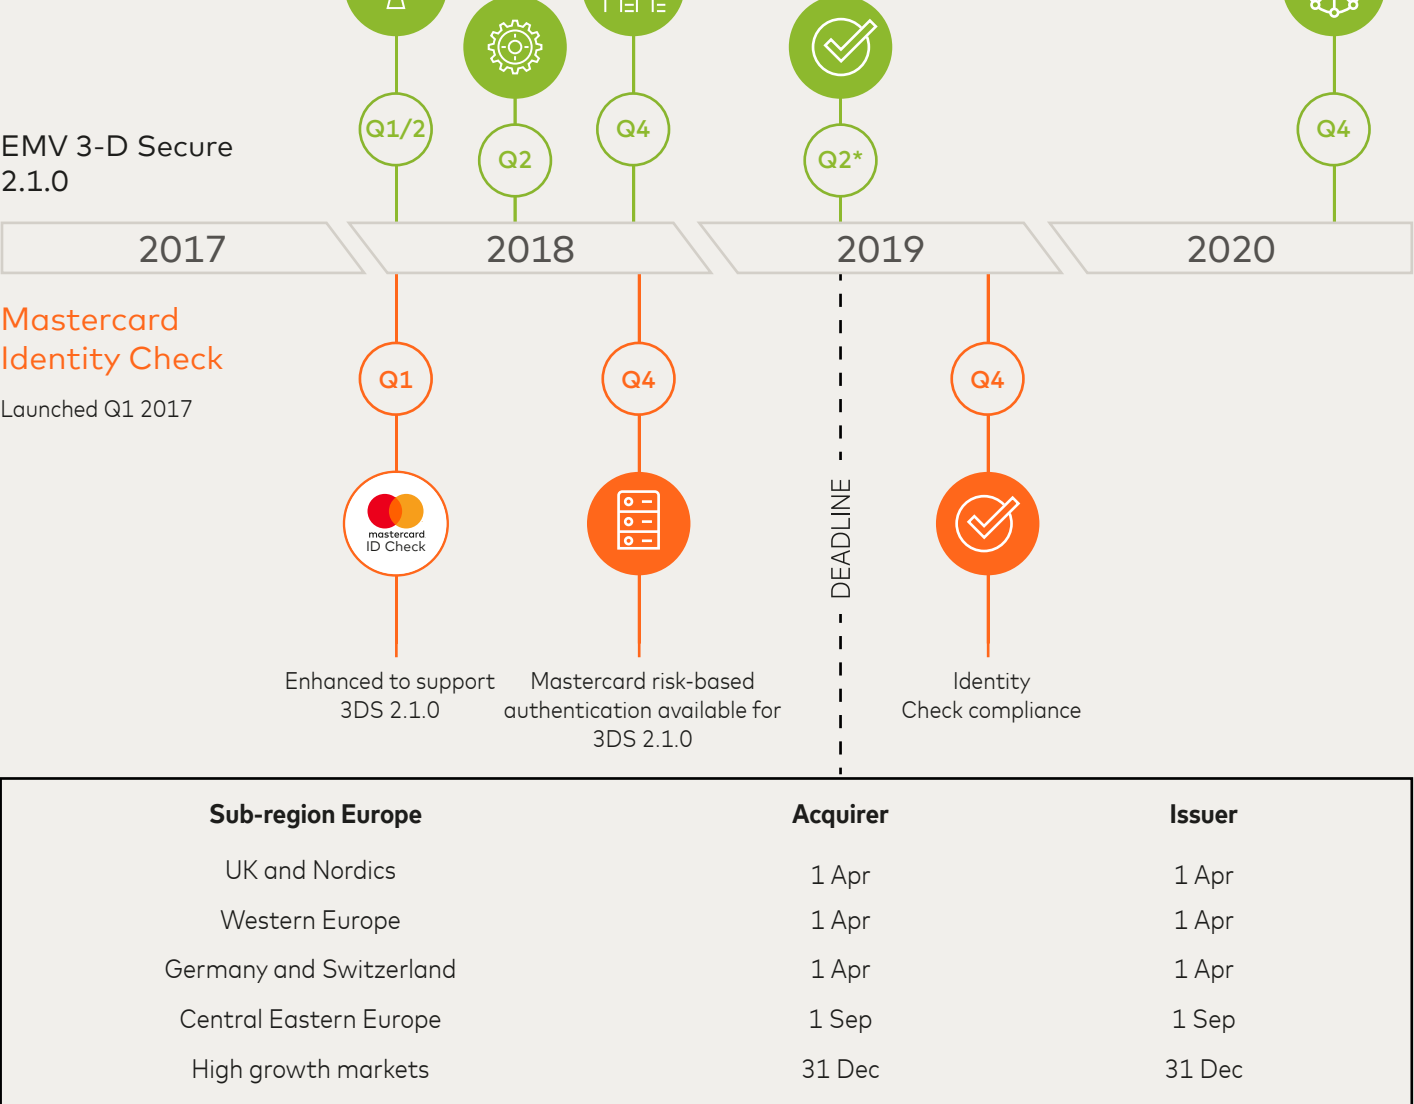 Q1/2
Q2
Q4
Q2*
Q4
EMV 3-D Secure
2.1.0
2017
2018
2019
2020
Mastercard
Identity Check
Launched Q1 2017
Q1
Q4
Q4
mastercard
ID Check
DEADLINE
Enhanced to support
3DS 2.1.0
Mastercard risk-based
authentication available for
3DS 2.1.0
Identity
Check compliance
Sub-region Europe Acquirer Issuer
UK and Nordics 1 Apr 1 Apr
Western Europe 1 Apr 1 Apr
Germany and Switzerland 1 Apr 1 Apr
Central Eastern Europe 1 Sep 1 Sep
High growth markets 31 Dec 31 Dec